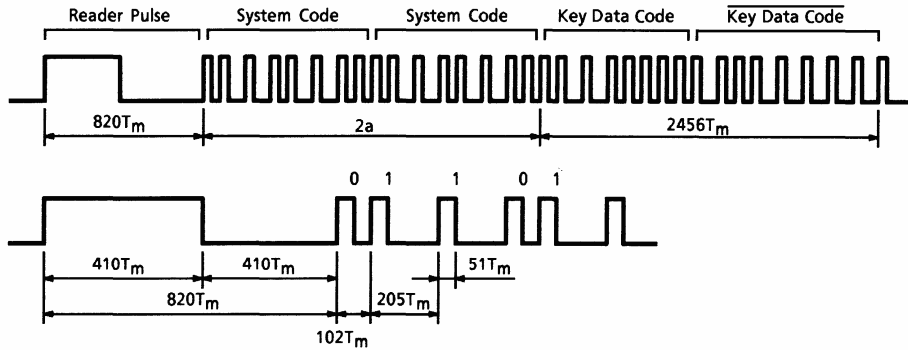 Reader Pulse System Code System Code Key Data Code Key Data Code
820Tm 2a 2456Tm
0 1 1 0 1
410Tm 410Tm 51Tm
820Tm 205Tm
102Tm